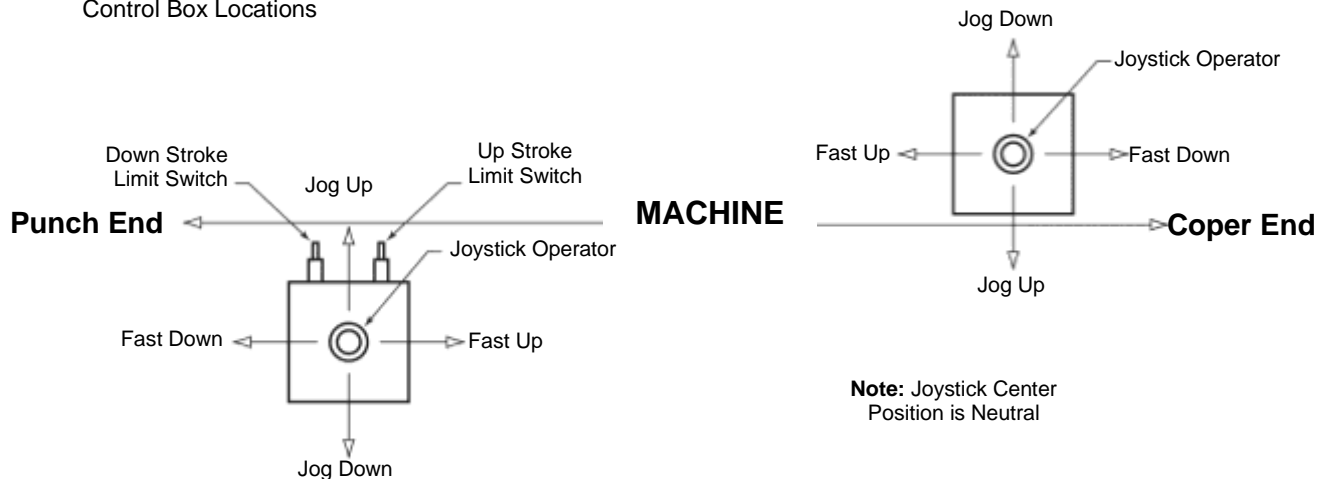 Control Box Locations
Jog Down
Joystick Operator
Fast Up
Fast Down
Down Stroke
Limit Switch
Up Stroke
Limit Switch
Jog Up
Punch End
MACHINE
Coper End
Joystick Operator
Jog Up
Fast Down
Fast Up
Note: Joystick Center
Position is Neutral
Jog Down